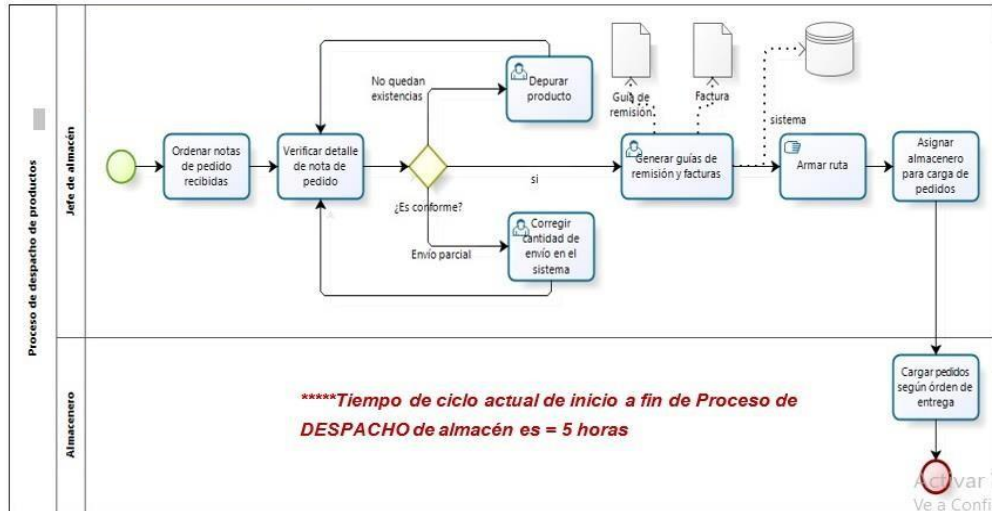 Proceso de despacho de productos
Jefe de almacén
Ordenar notas
de pedido
recibidas
Verificar detalle
de nota de
pedido
¿Es conforme?
No quedan
existencias
Depurar
producto
si
Envío parcial
Corregir
cantidad de
envío en el
sistema
Guía de
remisión
Factura
sistema
Generar guías de
remisión y facturas
Armar ruta
Asignar
almacenero
para carga de
pedidos
Almacenero
Cargar pedidos
según órden de
entrega
*****Tiempo de ciclo actual de inicio a fin de Proceso de
DESPACHO de almacén es = 5 horas
Activar
Ve a Confi